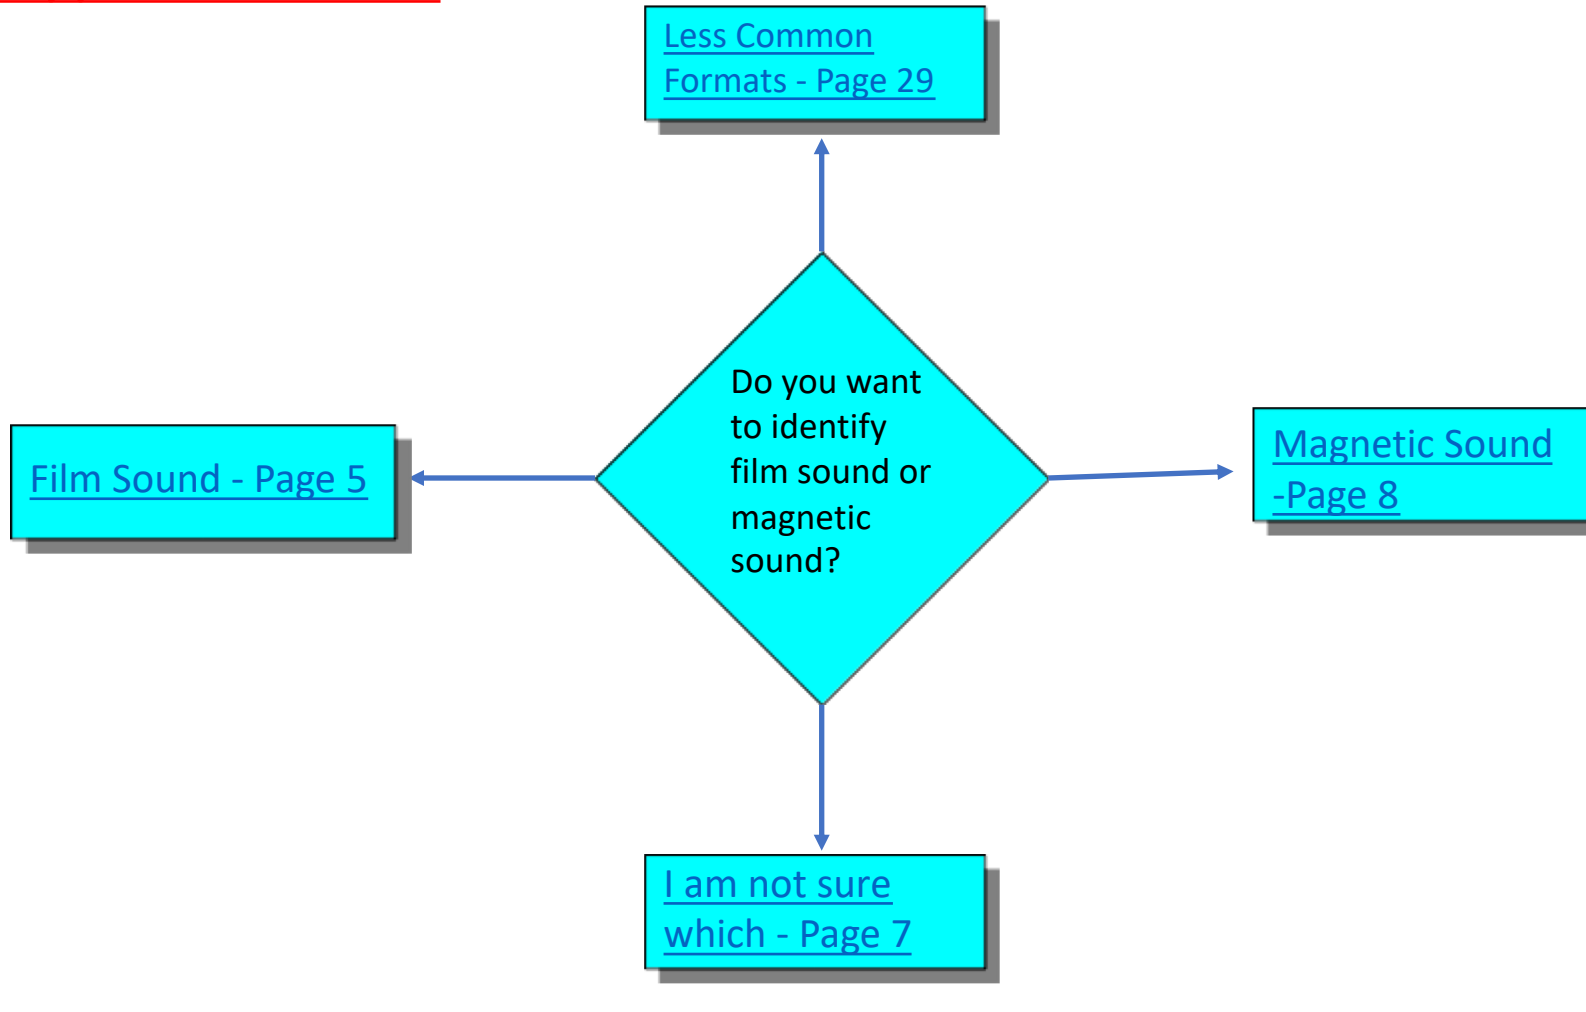 Less Common
Formats - Page 29
Do you want
to identify
film sound or
magnetic
sound?
Film Sound - Page 5
Magnetic Sound
-Page 8
I am not sure
which - Page 7